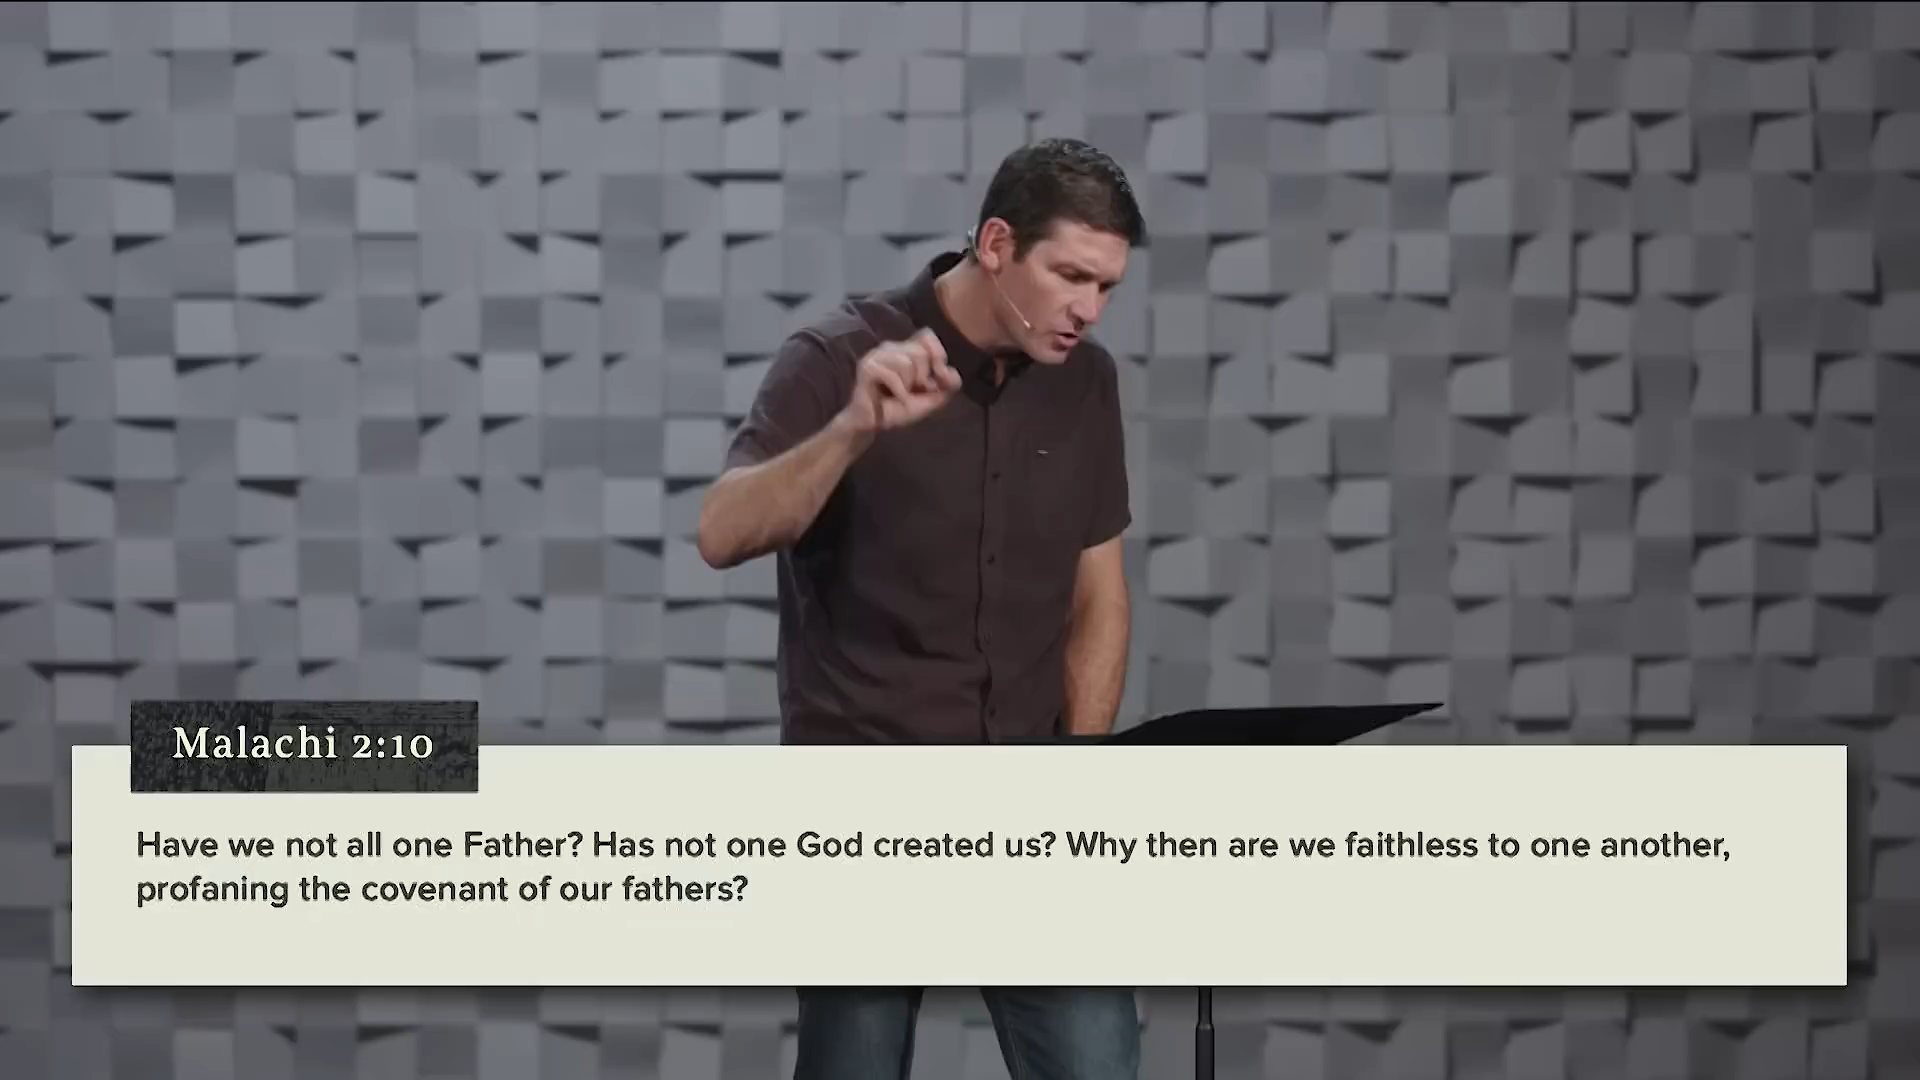 Malachi 2:10
Have we not all one Father? Has not one God created us? Why then are we faithless to one another,
profaning the covenant of our fathers?